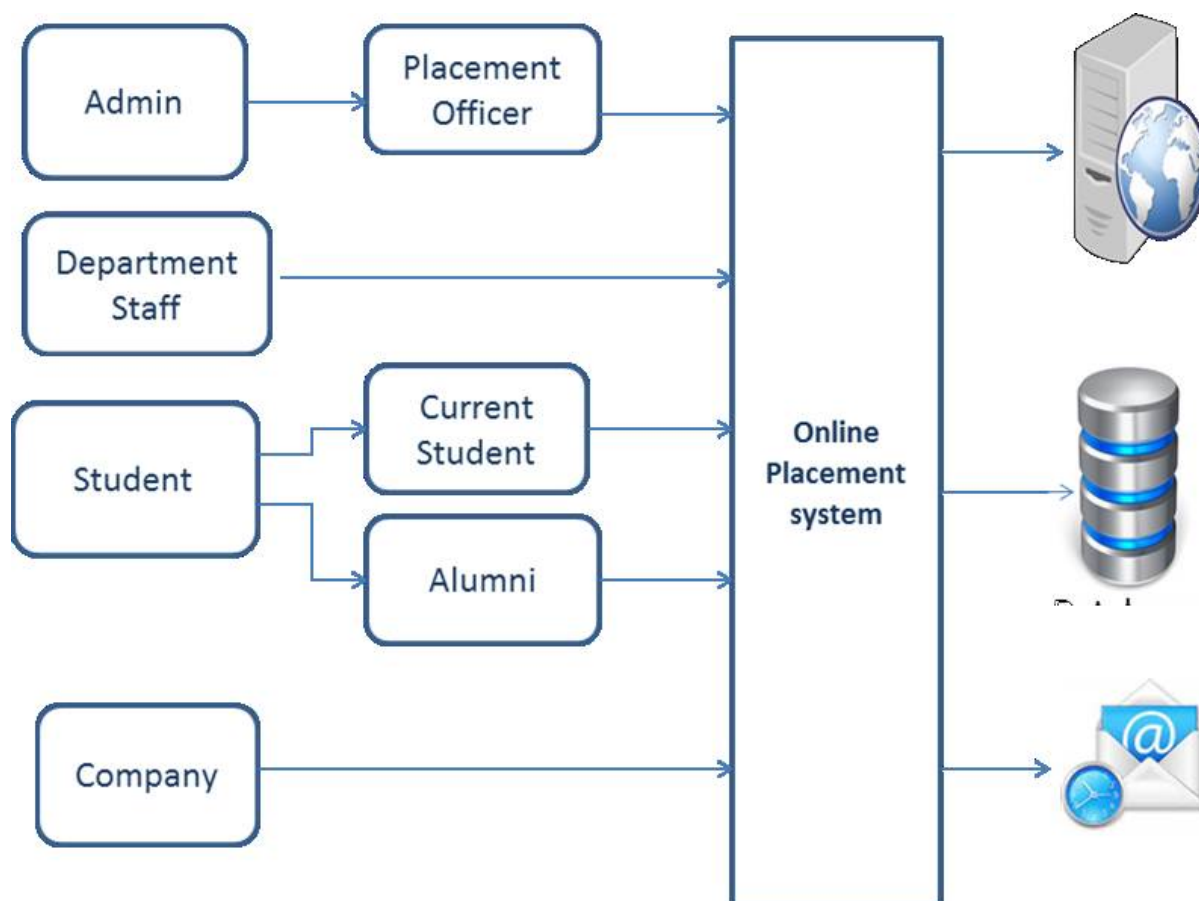 Admin
Placement
Officer
Department
Staff
Student
Current
Student
Alumni
Company
Online
Placement
system
@